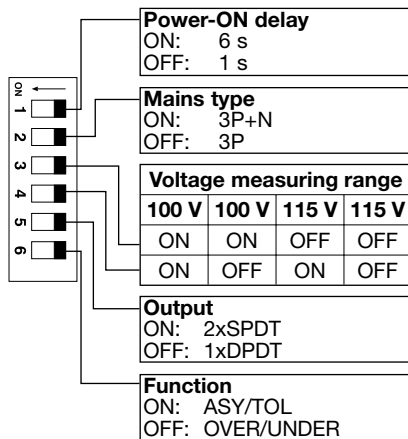 Power-ON delay
ON: 6 s
OFF: 1 s
Mains type
ON: 3P+N
OFF: 3P
Voltage measuring range
100 V 100 V 115 V 115 V
ON ON OFF OFF
ON OFF ON OFF
Output
ON: 2xSPDT
OFF: 1xDPDT
Function
ON: ASY/TOL
OFF: OVER/UNDER
ON
1
2
3
4
5
6